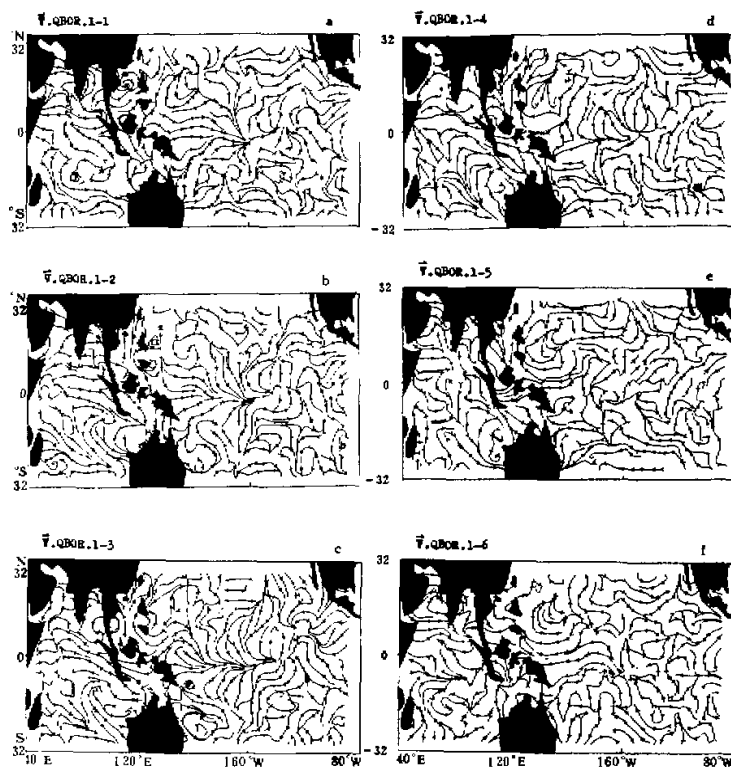 V⃗.QBOR.1-1 a
N
32
0
°S
32
V⃗.QBOR.1-2 b
N
32
0
°S
32
V⃗.QBOR.1-3 c
N
32
0
S
32
120°E 160°W 80°W
V⃗.QBOR.1-4 d
32
0
-32
V⃗.QBOR.1-5 e
32
0
-32
V⃗.QBOR.1-6 f
32
0
-32
40°E 120°E 160°W 80°W